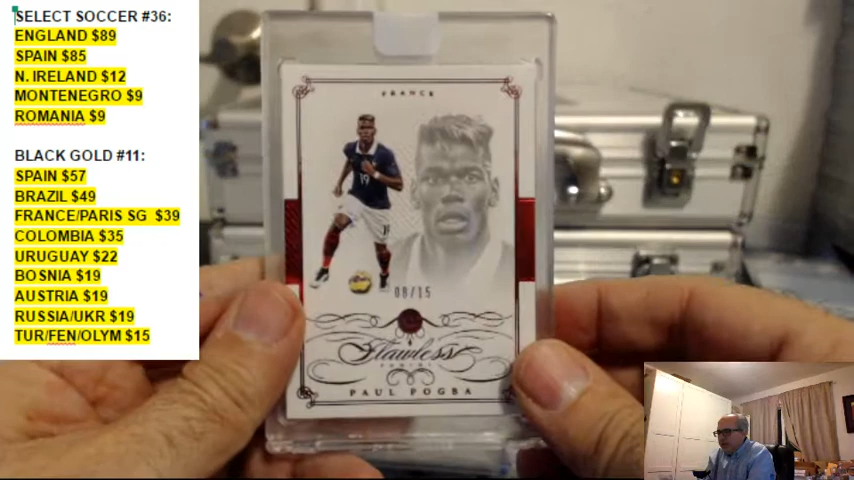 SELECT SOCCER #36:
ENGLAND $89
SPAIN $85
N. IRELAND $12
MONTENEGRO $9
ROMANIA $9
BLACK GOLD #11:
SPAIN $57
BRAZIL $49
FRANCE/PARIS SG $39
COLOMBIA $35
URUGUAY $22
BOSNIA $19
AUSTRIA $19
RUSSIA/UKR $19
TUR/FEN/OLYM $15
FRANCE
19
08/15
Flawless
PANINI
PAUL POGBA